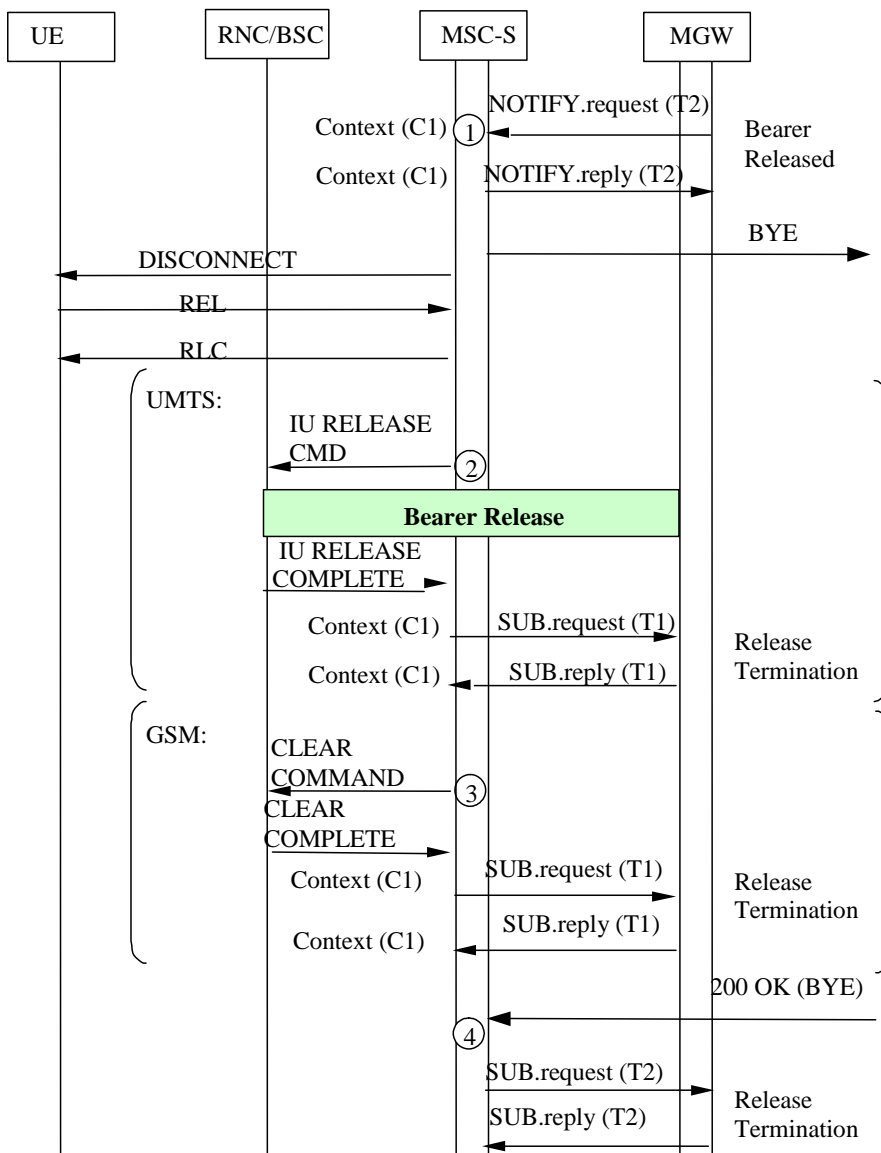 UE
RNC/BSC
MSC-S
MGW
NOTIFY.request (T2)
Context (C1)
1
Bearer
Released
Context (C1)
NOTIFY.reply (T2)
BYE
DISCONNECT
REL
RLC
UMTS:
IU RELEASE
CMD
2
Bearer Release
IU RELEASE
COMPLETE
Context (C1)
SUB.request (T1)
Release
Termination
Context (C1)
SUB.reply (T1)
GSM:
CLEAR
COMMAND
3
CLEAR
COMPLETE
Context (C1)
SUB.request (T1)
Release
Termination
Context (C1)
SUB.reply (T1)
200 OK (BYE)
4
SUB.request (T2)
Release
Termination
SUB.reply (T2)